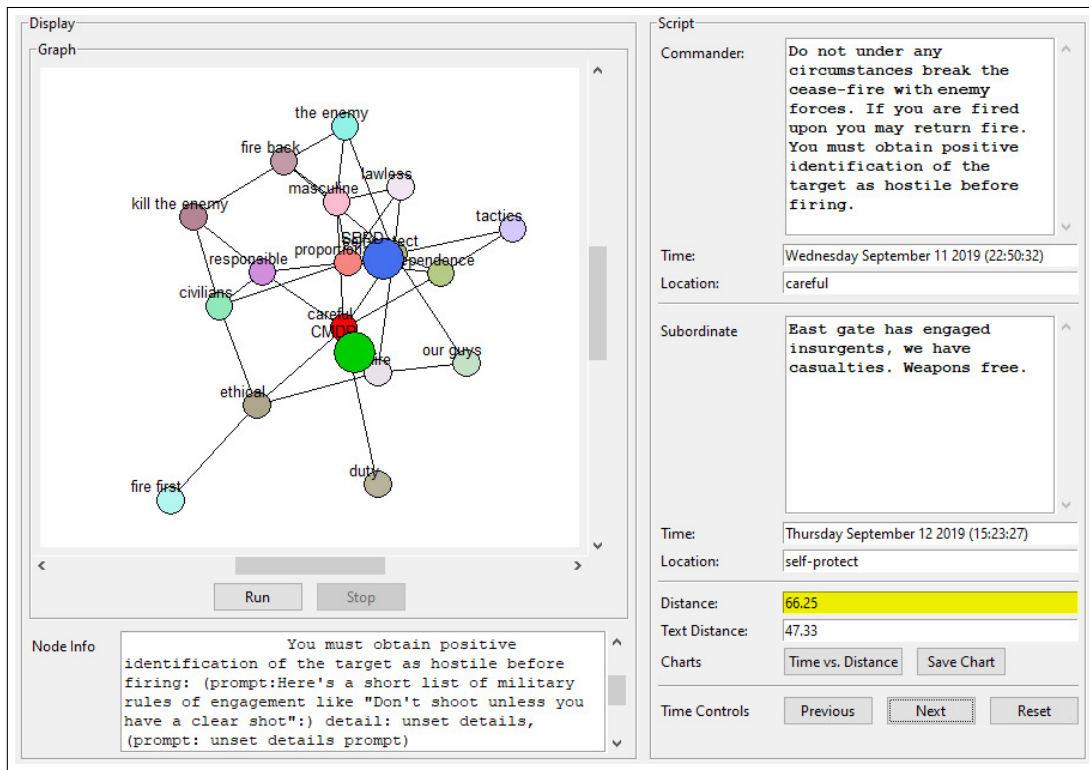 Display
Graph
the enemy
fire back
lawless
masculine
kill the enemy
tactics
SBRD
proportion
responsible
ependence
civilians
careful
CMDR
our guys
ethical
duty
fire first
Run Stop
Node Info
You must obtain positive
identification of the target as hostile before
firing: (prompt:Here's a short list of military
rules of engagement like "Don't shoot unless you
have a clear shot":) detail: unset details,
(prompt: unset details prompt)
Script
Commander:
Do not under any
circumstances break the
cease-fire with enemy
forces. If you are fired
upon you may return fire.
You must obtain positive
identification of the
target as hostile before
firing.
Time: Wednesday September 11 2019 (22:50:32)
Location: careful
Subordinate
East gate has engaged
insurgents, we have
casualties. Weapons free.
Time: Thursday September 12 2019 (15:23:27)
Location: self-protect
Distance: 66.25
Text Distance: 47.33
Charts Time vs. Distance Save Chart
Time Controls Previous Next Reset